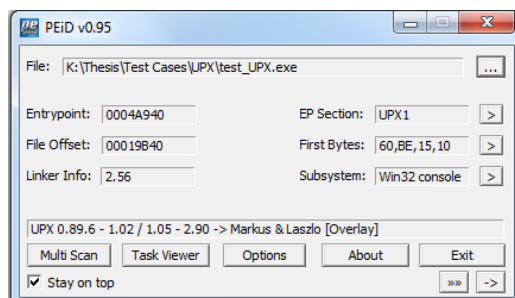 PEiD v0.95
File: K:\Thesis\Test Cases\UPX\test_UPX.exe ...
Entrypoint: 0004A940 EP Section: UPX1 >
File Offset: 00019B40 First Bytes: 60,BE,15,10 >
Linker Info: 2.56 Subsystem: Win32 console >
UPX 0.89.6 - 1.02 / 1.05 - 2.90 -> Markus & Laszlo [Overlay]
Multi Scan Task Viewer Options About Exit
Stay on top »» ->